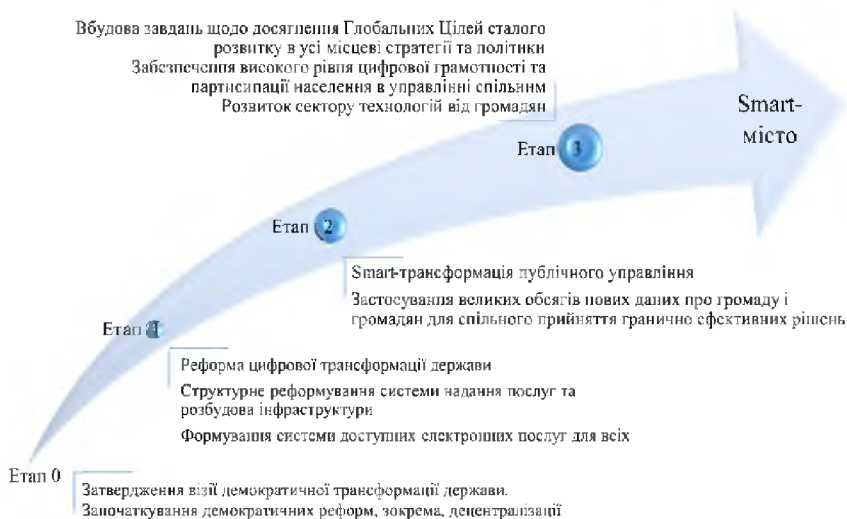 Вбудова завдань щодо досягнення Глобальних Цілей сталого
розвитку в усі місцеві стратегії та політики
Забезпечення високого рівня цифрової грамотності та
партисипації населення в управлінні спільним
Розвиток сектору технологій від громадян
Smart-
місто
Етап 3
Етап 2
Smart-трансформація публічного управління
Застосування великих обсягів нових даних про громаду і
громадян для спільного прийняття гранично ефективних рішень
Етап 1
Реформа цифрової трансформації держави
Структурне реформування системи надання послуг та
розбудова інфраструктури
Формування системи доступних електронних послуг для всіх
Етап 0
Затвердження візії демократичної трансформації держави.
Започаткування демократичних реформ, зокрема, децентралізації